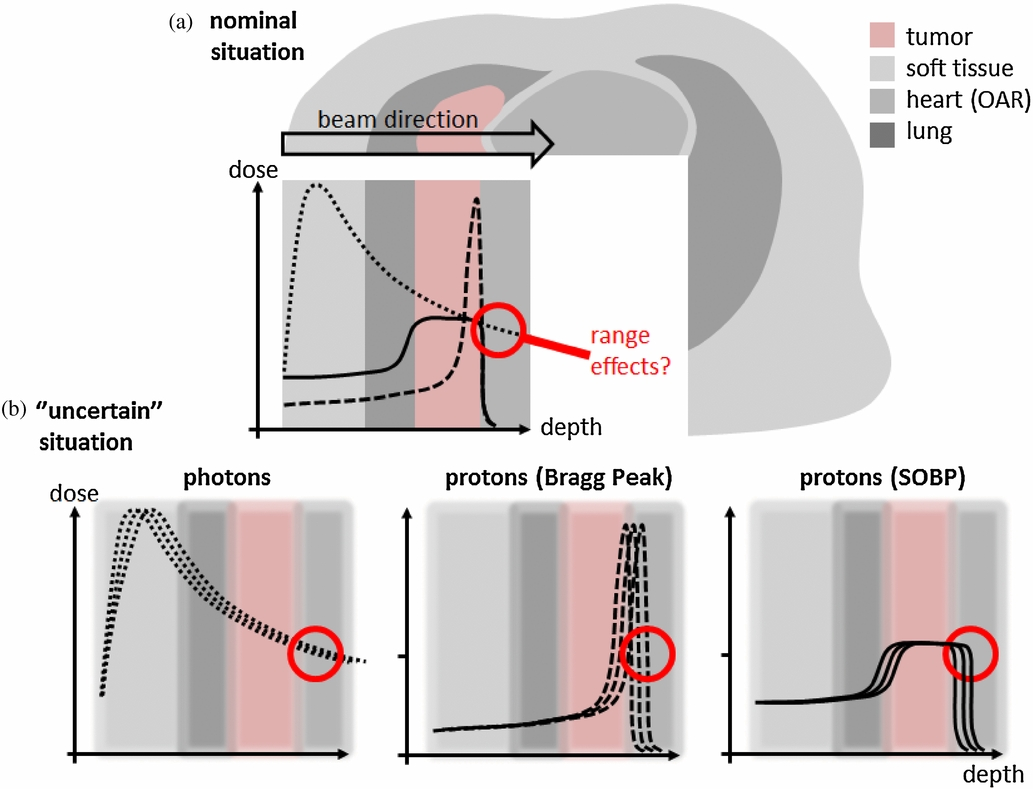 (a) nominal
situation
tumor
soft tissue
heart (OAR)
lung
beam direction
dose
range
effects?
depth
(b) ‘’uncertain”
situation
photons
protons (Bragg Peak)
protons (SOBP)
dose
depth